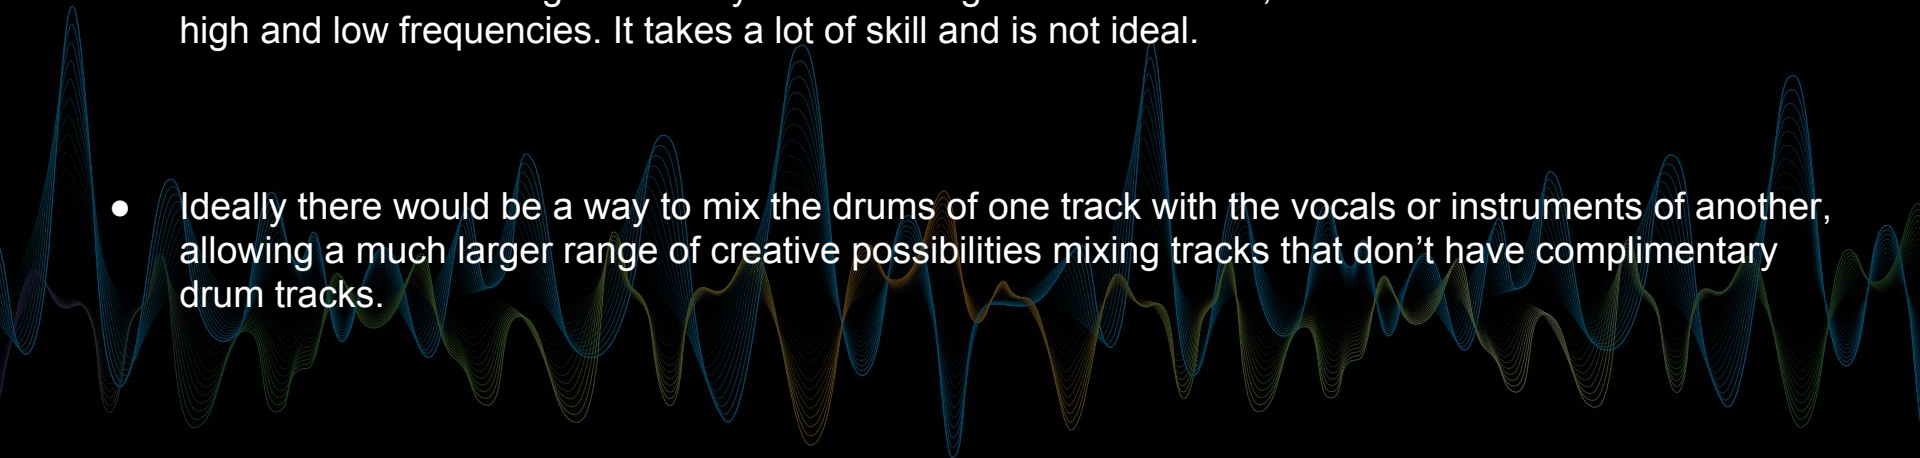 high and low frequencies. It takes a lot of skill and is not ideal.
● Ideally there would be a way to mix the drums of one track with the vocals or instruments of another,
allowing a much larger range of creative possibilities mixing tracks that don’t have complimentary
drum tracks.